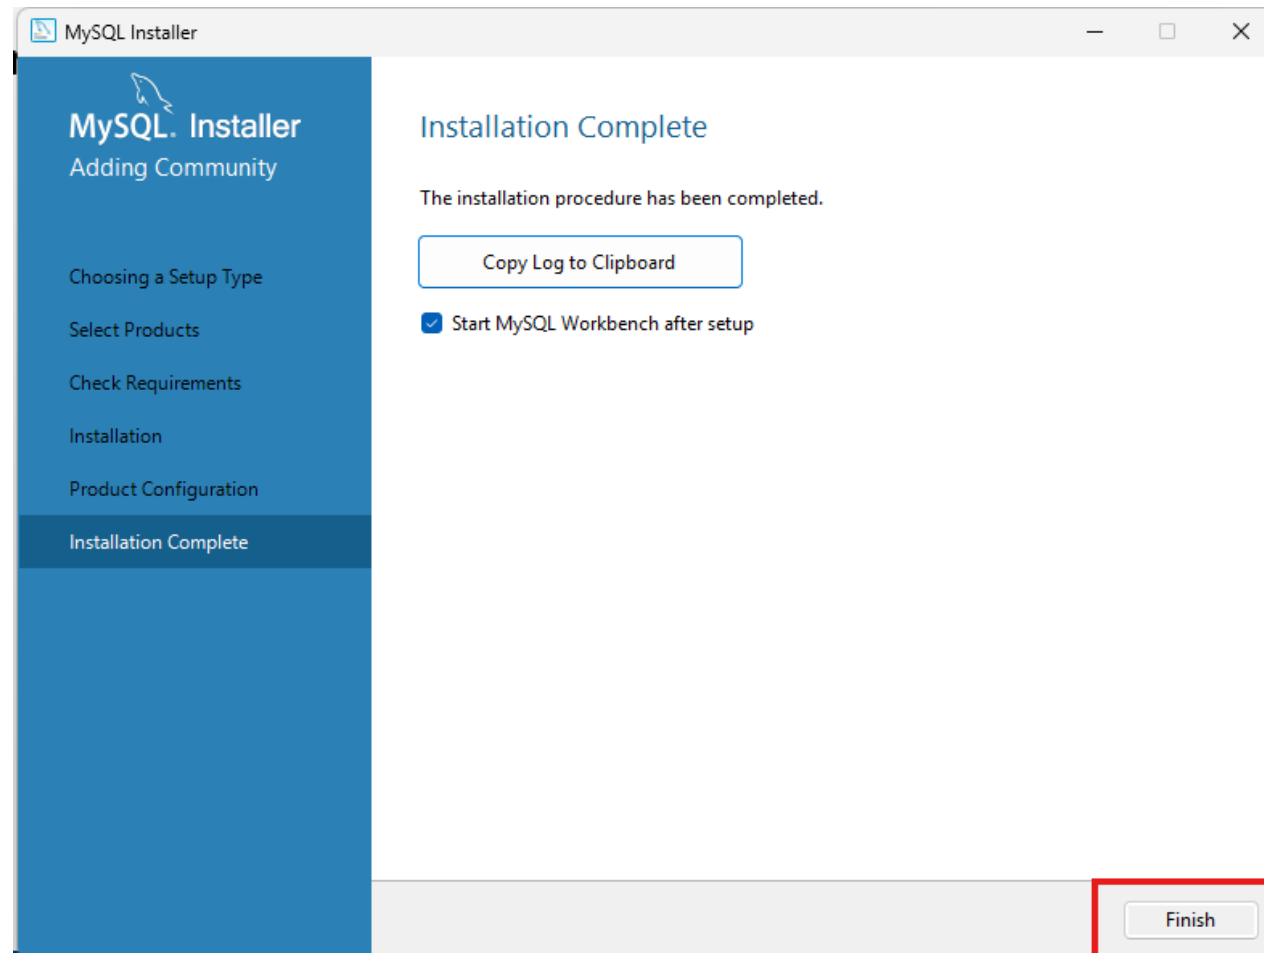 MySQL Installer
MySQL. Installer
Adding Community
Choosing a Setup Type
Select Products
Check Requirements
Installation
Product Configuration
Installation Complete
Installation Complete
The installation procedure has been completed.
Copy Log to Clipboard
Start MySQL Workbench after setup
Finish